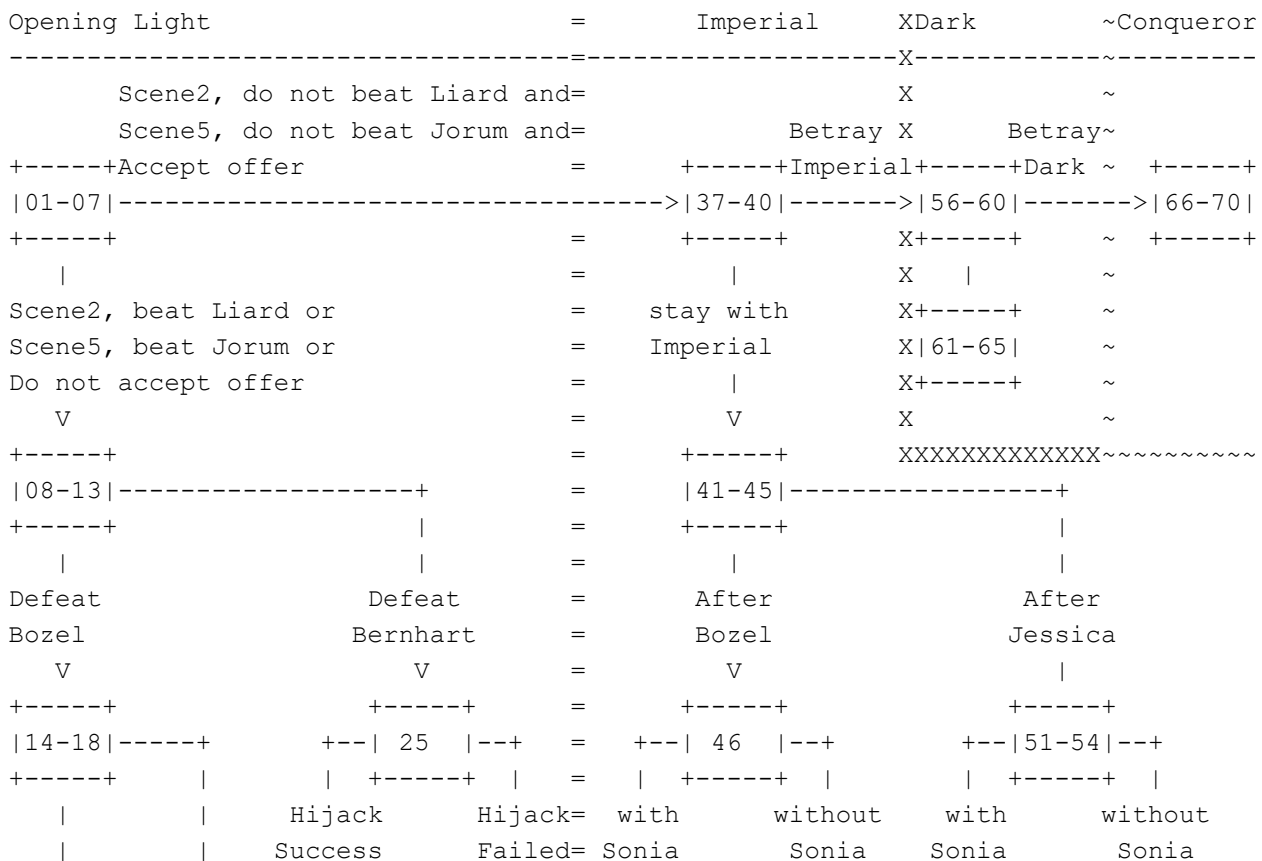 Opening Light                       =       Imperial     XDark        ~Conqueror
------------------------------------=--------------------X------------~---------
       Scene2, do not beat Liard and=                    X            ~
       Scene5, do not beat Jorum and=             Betray X      Betray~
+-----+Accept offer                 =      +-----+Imperial+-----+Dark ~  +-----+
|01-07|----------------------------------->|37-40|------->|56-60|------->|66-70|
+-----+                             =      +-----+       X+-----+     ~  +-----+
   |                                =         |          X   |        ~
Scene2, beat Liard or               =    stay with       X+-----+     ~
Scene5, beat Jorum or               =    Imperial        X|61-65|     ~
Do not accept offer                 =         |          X+-----+     ~
   V                                =         V          X            ~
+-----+                             =      +-----+       XXXXXXXXXXXXX~~~~~~~~~~
|08-13|-------------------+         =      |41-45|-----------------+
+-----+                   |         =      +-----+                 |
   |                      |         =         |                    |
Defeat                 Defeat       =       After                After
Bozel                 Bernhart      =       Bozel               Jessica
   V                      V         =         V                    |
+-----+                +-----+      =      +-----+              +-----+
|14-18|-----+       +--| 25  |--+   =   +--| 46  |--+        +--|51-54|--+
+-----+     |       |  +-----+  |   =   |  +-----+  |        |  +-----+  |
   |        |     Hijack      Hijack=  with      without    with      without
   |        |    Success      Failed= Sonia       Sonia    Sonia       Sonia